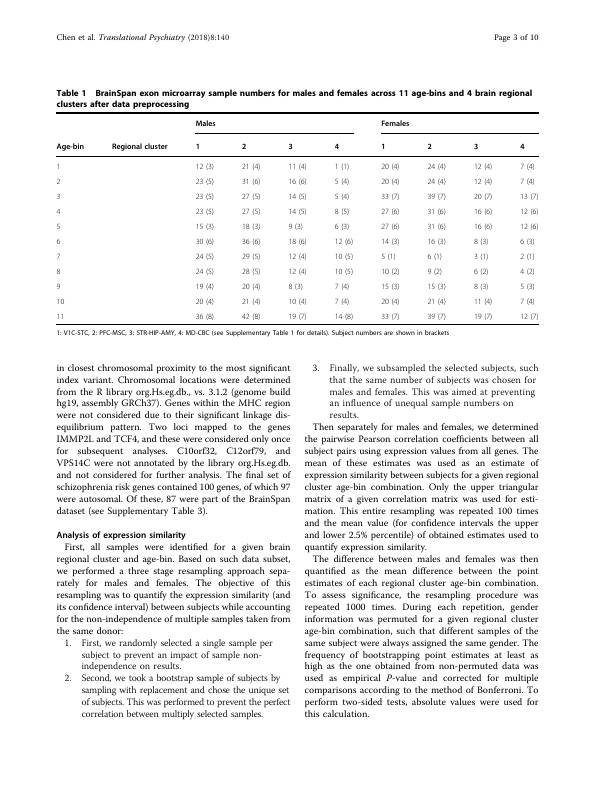 Chen et al. Translational Psychiatry (2018)8:140
Page 3 of 10
Table 1 BrainSpan exon microarray sample numbers for males and females across 11 age-bins and 4 brain regional
clusters after data preprocessing
Males Females
Age-bin Regional cluster 1 2 3 4 1 2 3 4
1 12 (3) 21 (4) 11 (4) 1 (1) 20 (4) 24 (4) 12 (4) 7 (4)
2 23 (5) 31 (6) 16 (6) 5 (4) 20 (4) 24 (4) 12 (4) 7 (4)
3 23 (5) 27 (5) 14 (5) 5 (4) 33 (7) 39 (7) 20 (7) 13 (7)
4 23 (5) 27 (5) 14 (5) 8 (5) 27 (6) 31 (6) 16 (6) 12 (6)
5 15 (3) 18 (3) 9 (3) 6 (3) 27 (6) 31 (6) 16 (6) 12 (6)
6 30 (6) 36 (6) 18 (6) 12 (6) 14 (3) 16 (3) 8 (3) 6 (3)
7 24 (5) 29 (5) 12 (4) 10 (5) 5 (1) 6 (1) 3 (1) 2 (1)
8 24 (5) 28 (5) 12 (4) 10 (5) 10 (2) 9 (2) 6 (2) 4 (2)
9 19 (4) 20 (4) 8 (3) 7 (4) 15 (3) 15 (3) 8 (3) 5 (3)
10 20 (4) 21 (4) 10 (4) 7 (4) 20 (4) 21 (4) 11 (4) 7 (4)
11 36 (8) 42 (8) 19 (7) 14 (8) 33 (7) 39 (7) 19 (7) 12 (7)
1: V1C-STC, 2: PFC-MSC, 3: STR-HIP-AMY, 4: MD-CBC (see Supplementary Table 1 for details). Subject numbers are shown in brackets
in closest chromosomal proximity to the most significant
index variant. Chromosomal locations were determined
from the R library org.Hs.eg.db., vs. 3.1.2 (genome build
hg19, assembly GRCh37). Genes within the MHC region
were not considered due to their significant linkage dis-
equilibrium pattern. Two loci mapped to the genes
IMMP2L and TCF4, and these were considered only once
for subsequent analyses. C10orf32, C12orf79, and
VPS14C were not annotated by the library org.Hs.eg.db.
and not considered for further analysis. The final set of
schizophrenia risk genes contained 100 genes, of which 97
were autosomal. Of these, 87 were part of the BrainSpan
dataset (see Supplementary Table 3).
Analysis of expression similarity
First, all samples were identified for a given brain
regional cluster and age-bin. Based on such data subset,
we performed a three stage resampling approach sepa-
rately for males and females. The objective of this
resampling was to quantify the expression similarity (and
its confidence interval) between subjects while accounting
for the non-independence of multiple samples taken from
the same donor:
1. First, we randomly selected a single sample per
subject to prevent an impact of sample non-
independence on results.
2. Second, we took a bootstrap sample of subjects by
sampling with replacement and chose the unique set
of subjects. This was performed to prevent the perfect
correlation between multiply selected samples.
3. Finally, we subsampled the selected subjects, such
that the same number of subjects was chosen for
males and females. This was aimed at preventing
an influence of unequal sample numbers on
results.
Then separately for males and females, we determined
the pairwise Pearson correlation coefficients between all
subject pairs using expression values from all genes. The
mean of these estimates was used as an estimate of
expression similarity between subjects for a given regional
cluster age-bin combination. Only the upper triangular
matrix of a given correlation matrix was used for esti-
mation. This entire resampling was repeated 100 times
and the mean value (for confidence intervals the upper
and lower 2.5% percentile) of obtained estimates used to
quantify expression similarity.
The difference between males and females was then
quantified as the mean difference between the point
estimates of each regional cluster age-bin combination.
To assess significance, the resampling procedure was
repeated 1000 times. During each repetition, gender
information was permuted for a given regional cluster
age-bin combination, such that different samples of the
same subject were always assigned the same gender. The
frequency of bootstrapping point estimates at least as
high as the one obtained from non-permuted data was
used as empirical P-value and corrected for multiple
comparisons according to the method of Bonferroni. To
perform two-sided tests, absolute values were used for
this calculation.